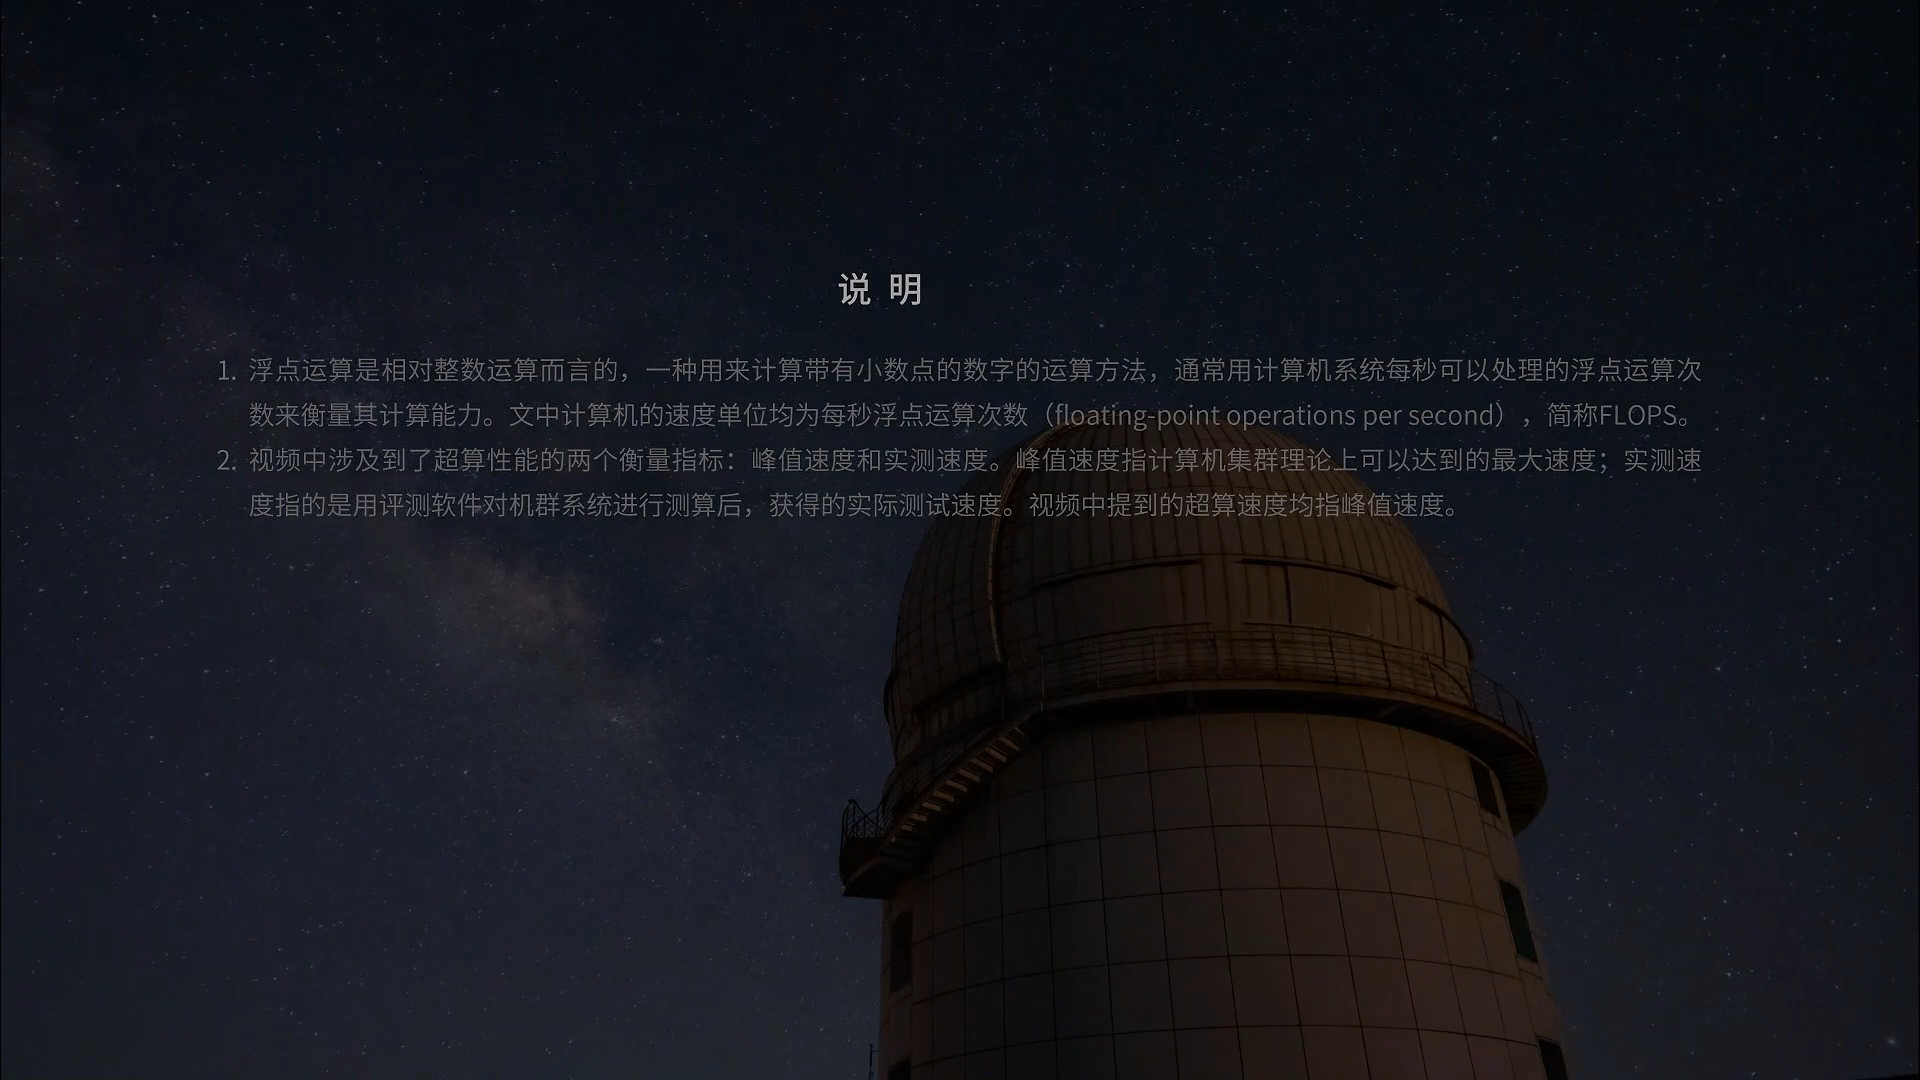 说 明
1. 浮点运算是相对整数运算而言的，一种用来计算带有小数点的数字的运算方法，通常用计算机系统每秒可以处理的浮点运算次
数来衡量其计算能力。文中计算机的速度单位均为每秒浮点运算次数（floating-point operations per second），简称FLOPS。
2. 视频中涉及到了超算性能的两个衡量指标：峰值速度和实测速度。峰值速度指计算机集群理论上可以达到的最大速度；实测速
度指的是用评测软件对机群系统进行测算后，获得的实际测试速度。视频中提到的超算速度均指峰值速度。